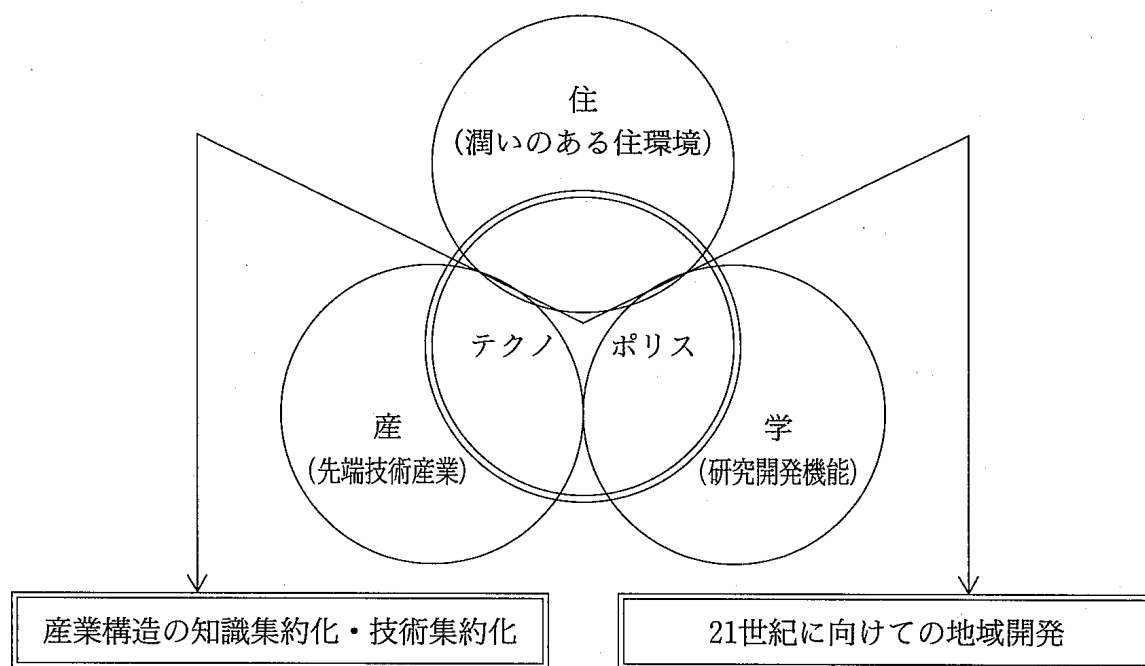 住
(潤いのある住環境)
テクノ ポリス
産
(先端技術産業)
学
(研究開発機能)
産業構造の知識集約化・技術集約化
21世紀に向けての地域開発